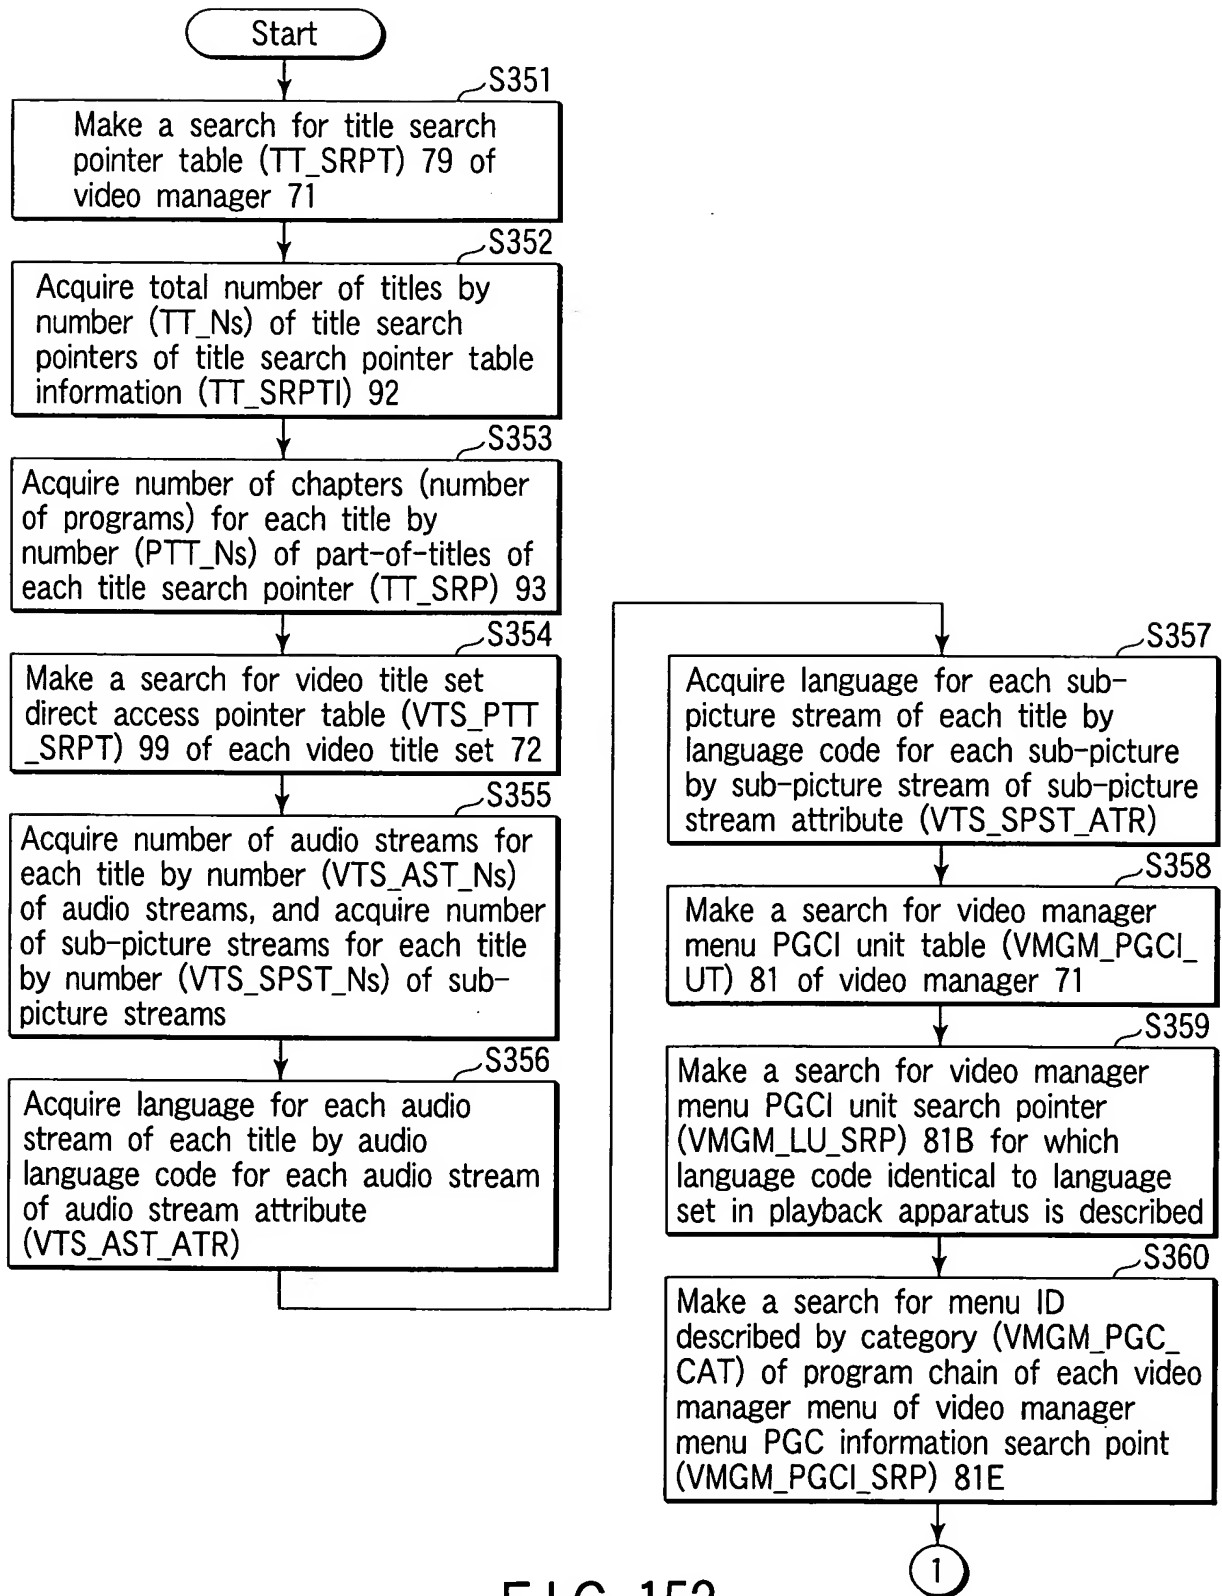 Start
S351
Make a search for title search
pointer table (TT_SRPT) 79 of
video manager 71
S352
Acquire total number of titles by
number (TT_Ns) of title search
pointers of title search pointer table
information (TT_SRPTI) 92
S353
Acquire number of chapters (number
of programs) for each title by
number (PTT_Ns) of part-of-titles of
each title search pointer (TT_SRP) 93
S354
Make a search for video title set
direct access pointer table (VTS_PTT
_SRPT) 99 of each video title set 72
S355
Acquire number of audio streams for
each title by number (VTS_AST_Ns)
of audio streams, and acquire number
of sub-picture streams for each title
by number (VTS_SPST_Ns) of sub-
picture streams
S356
Acquire language for each audio
stream of each title by audio
language code for each audio stream
of audio stream attribute
(VTS_AST_ATR)
S357
Acquire language for each sub-
picture stream of each title by
language code for each sub-picture
by sub-picture stream of sub-picture
stream attribute (VTS_SPST_ATR)
S358
Make a search for video manager
menu PGCI unit table (VMGM_PGCI_
UT) 81 of video manager 71
S359
Make a search for video manager
menu PGCI unit search pointer
(VMGM_LU_SRP) 81B for which
language code identical to language
set in playback apparatus is described
S360
Make a search for menu ID
described by category (VMGM_PGC_
CAT) of program chain of each video
manager menu of video manager
menu PGC information search point
(VMGM_PGCI_SRP) 81E
1
FIG. 152